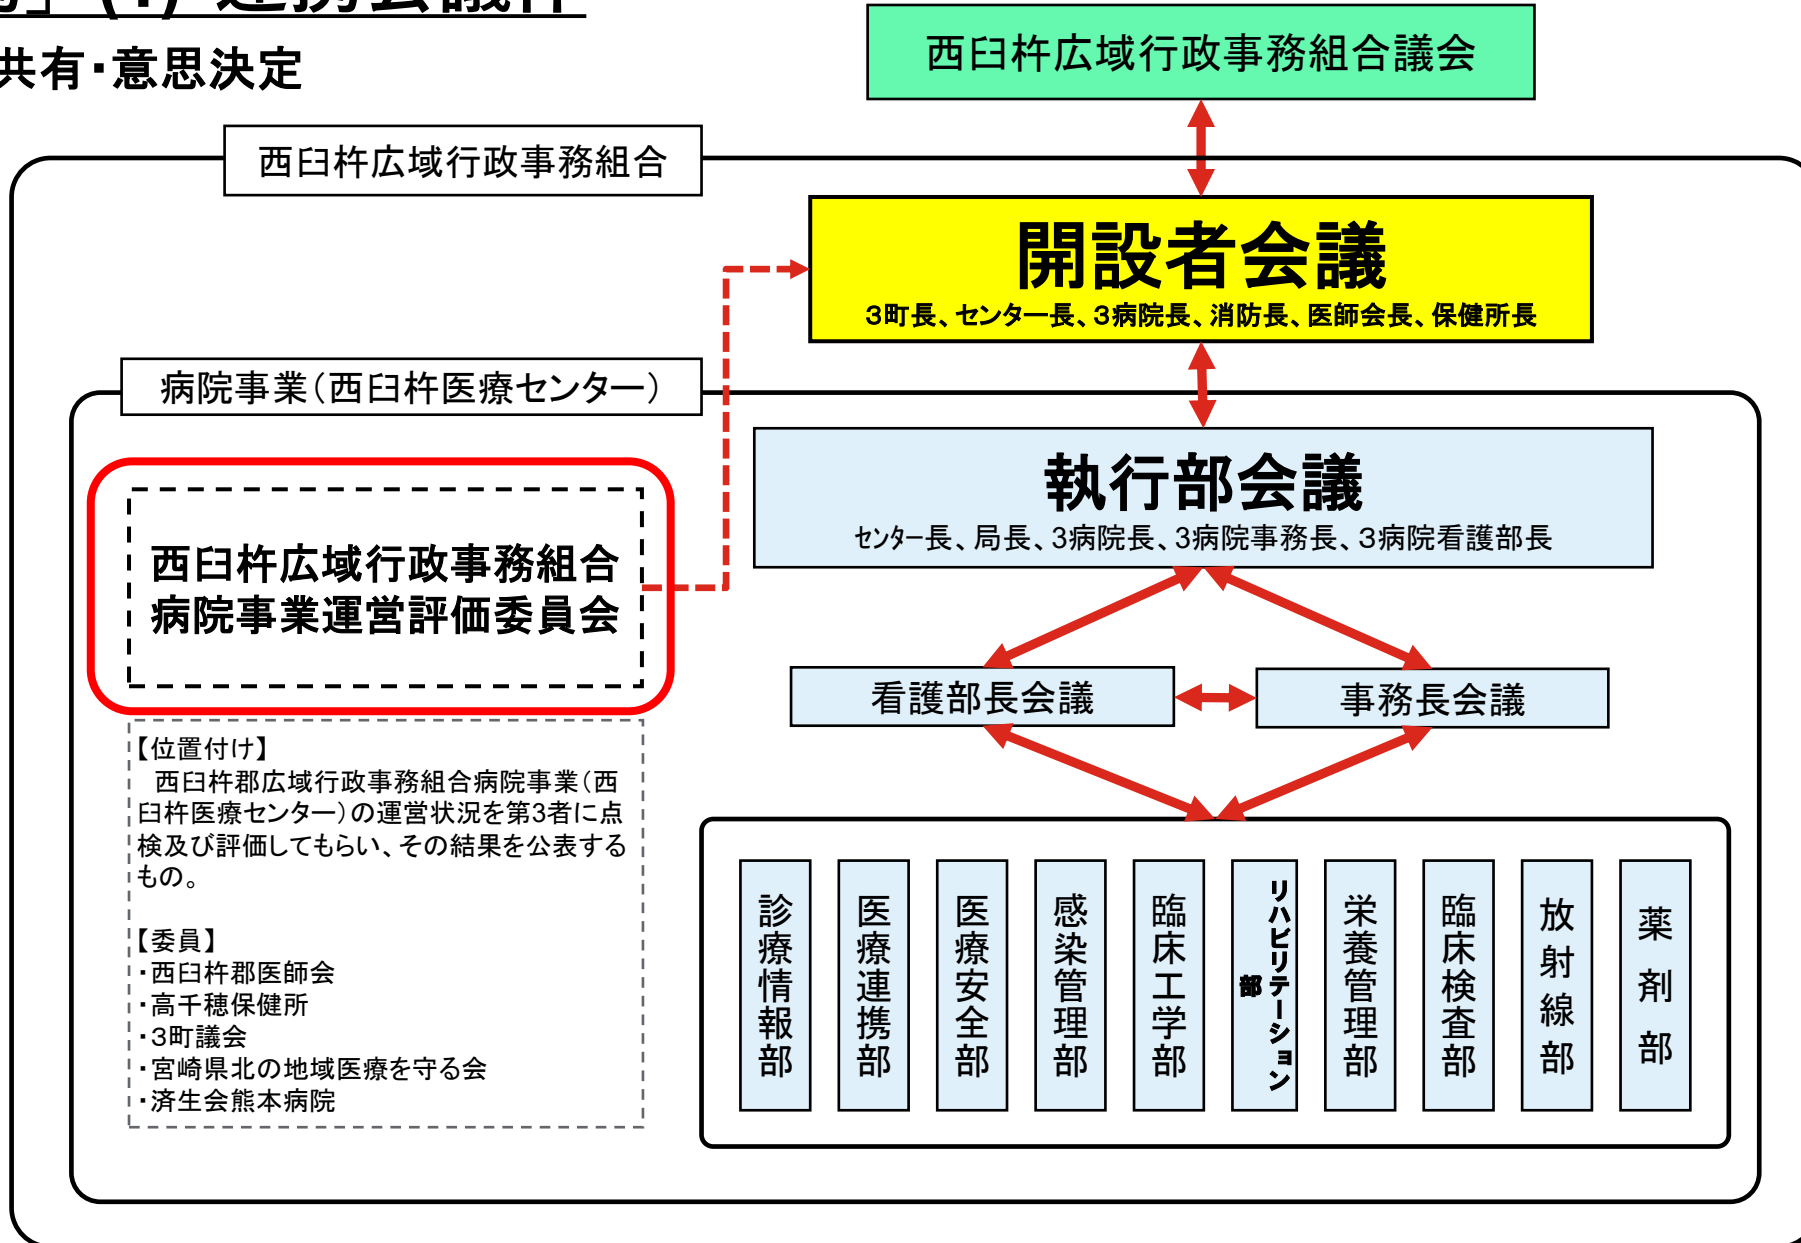 (1) 連携会議体
共有・意思決定
西臼杵広域行政事務組合議会
西臼杵広域行政事務組合
開設者会議
3町長、センター長、3病院長、消防長、医師会長、保健所長
病院事業(西臼杵医療センター)
執行部会議
センター長、局長、3病院長、3病院事務長、3病院看護部長
西臼杵広域行政事務組合
病院事業運営評価委員会
看護部長会議
事務長会議
【位置付け】
西臼杵郡広域行政事務組合病院事業(西
臼杵医療センター)の運営状況を第3者に点
検及び評価してもらい、その結果を公表する
もの。
【委員】
・西臼杵郡医師会
・高千穂保健所
・3町議会
・宮崎県北の地域医療を守る会
・済生会熊本病院
診療情報部
医療連携部
医療安全部
感染管理部
臨床工学部
リハビリテーション
部
栄養管理部
臨床検査部
放射線部
薬剤部